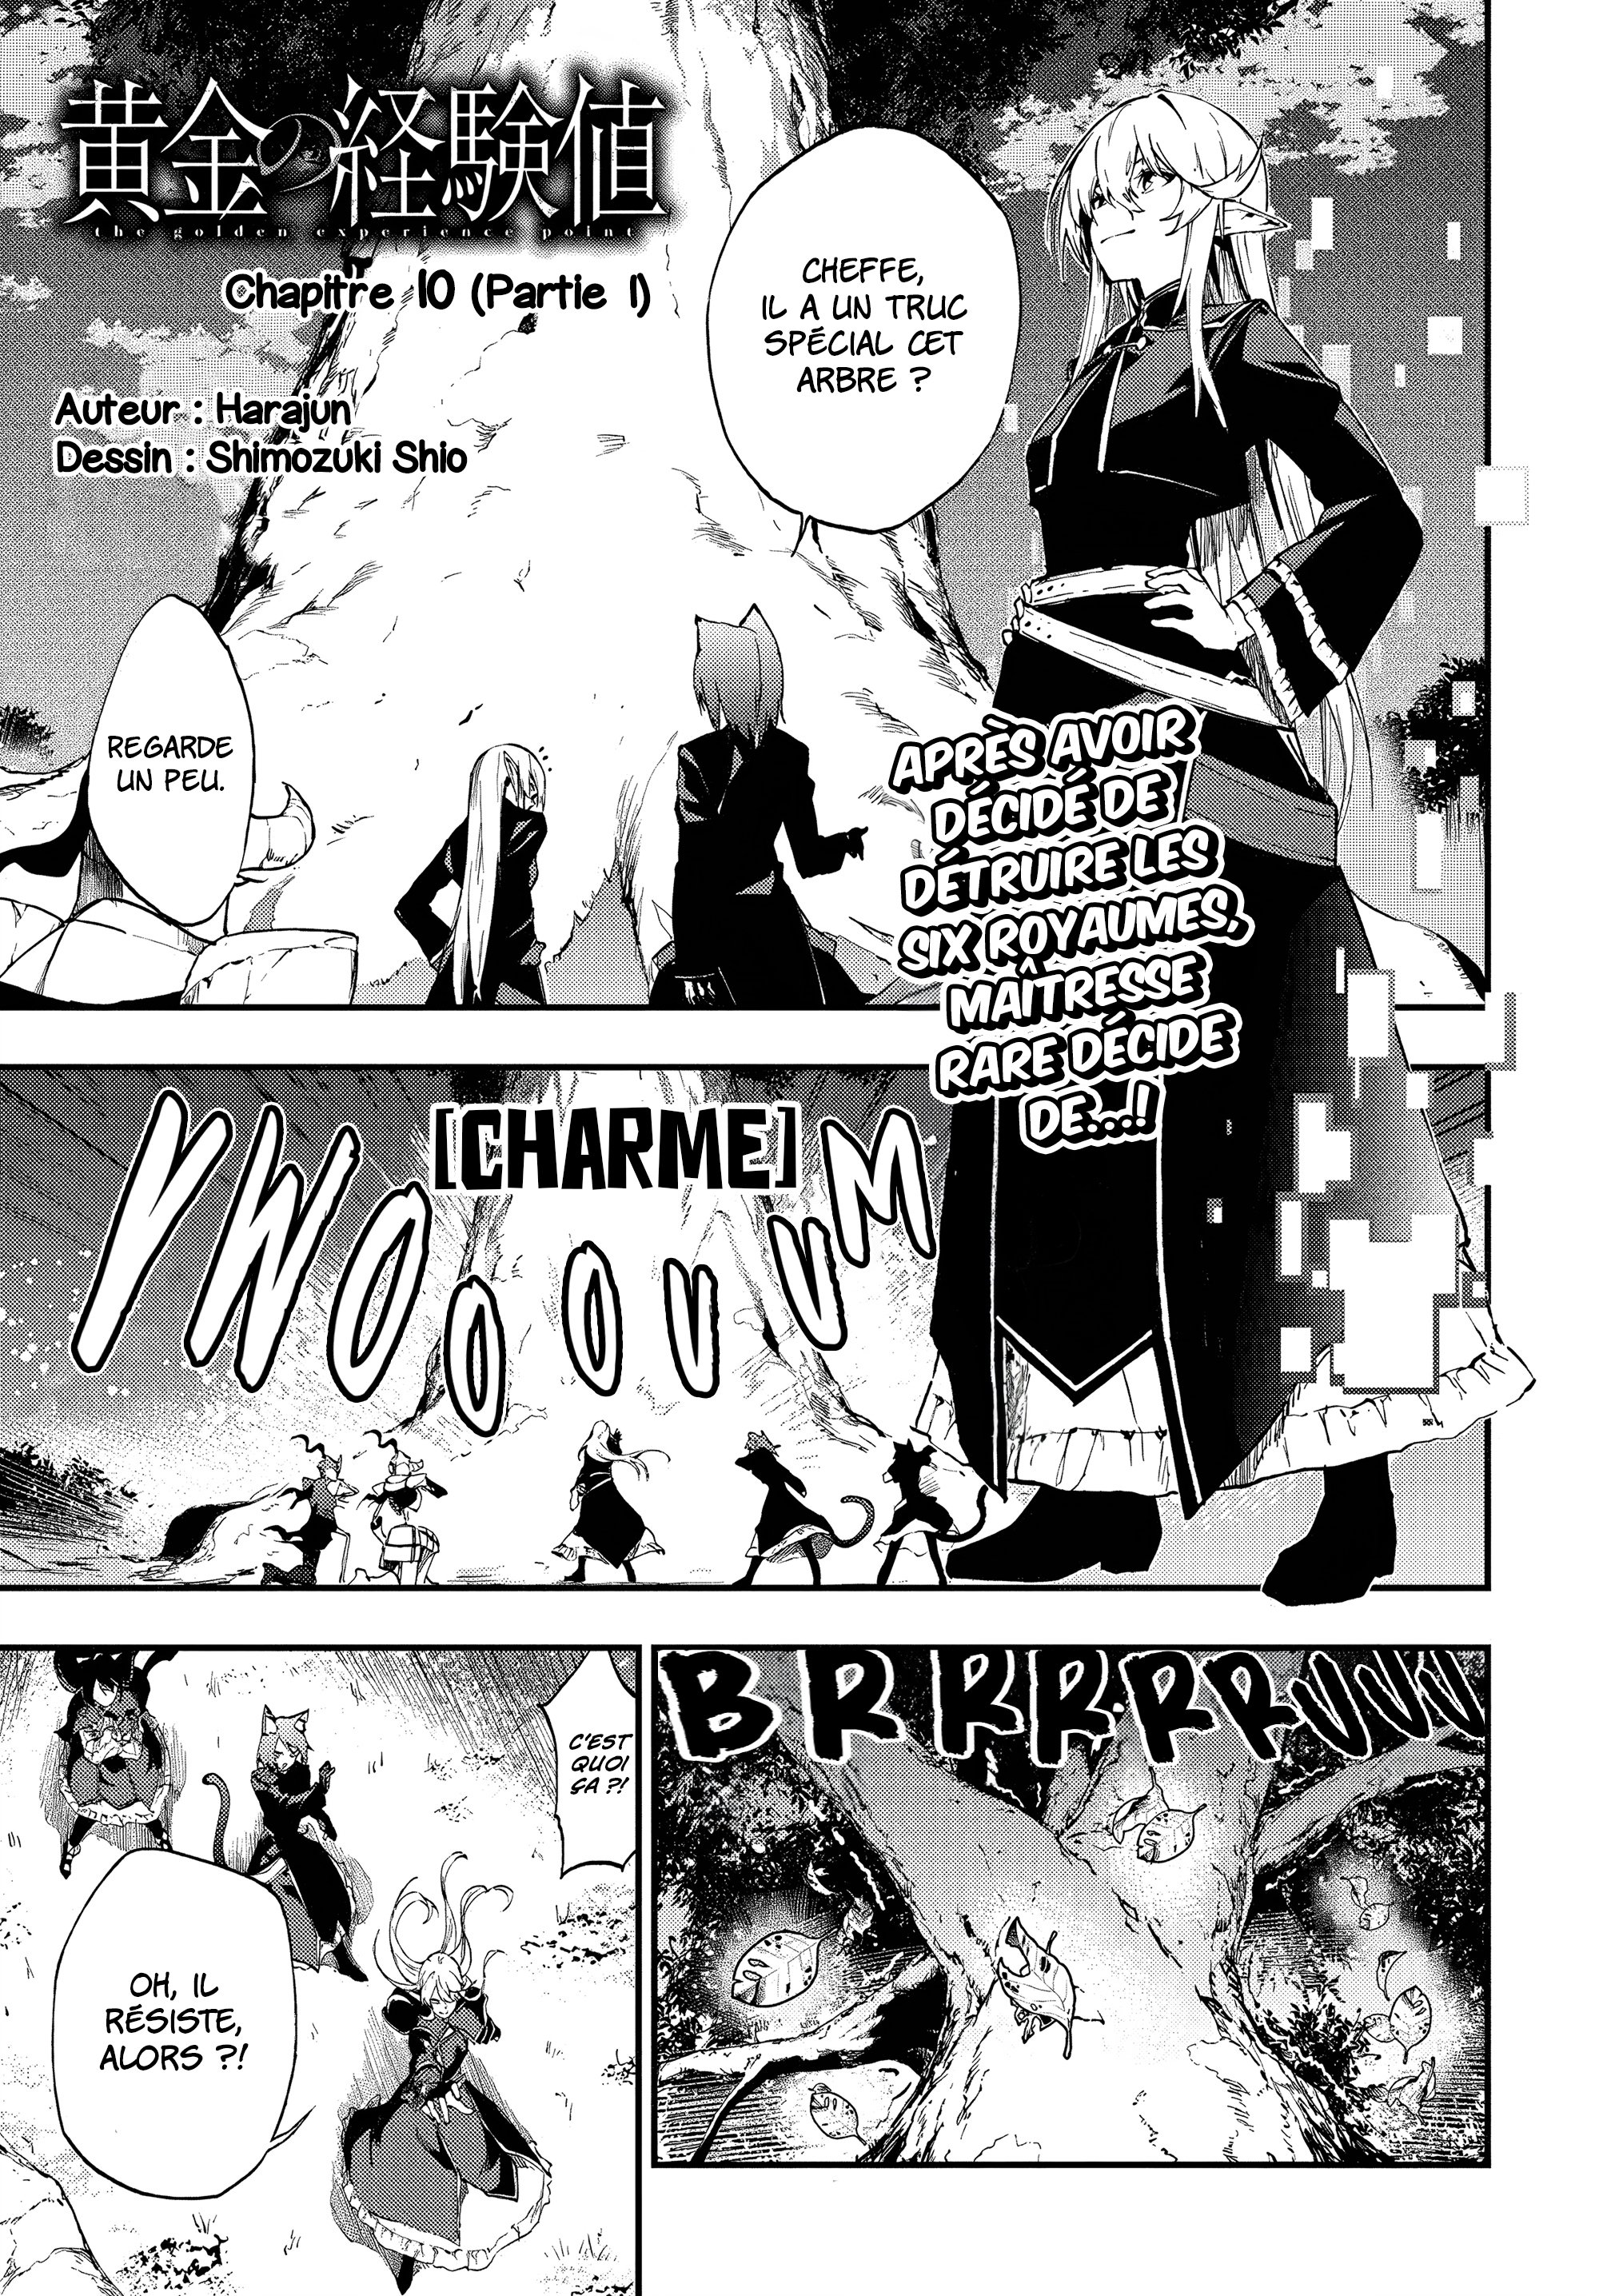 黄金の経験値
the golden experience point
Chapitre 10 (Partie 1)
Auteur : Harajun
Dessin : Shimozuki Shio
CHEFFE,
IL A UN TRUC
SPÉCIAL CET
ARBRE ?
REGARDE
UN PEU.
APRÈS AVOIR
DÉCIDÉ DE
DÉTRUIRE LES
SIX ROYAUMES,
MAÎTRESSE
RARE DÉCIDE
DE...!
[CHARME]
YWOOOUUUM
BRRRRRUUUU
C'EST
QUOI
ÇA ?!
OH, IL
RÉSISTE,
ALORS ?!